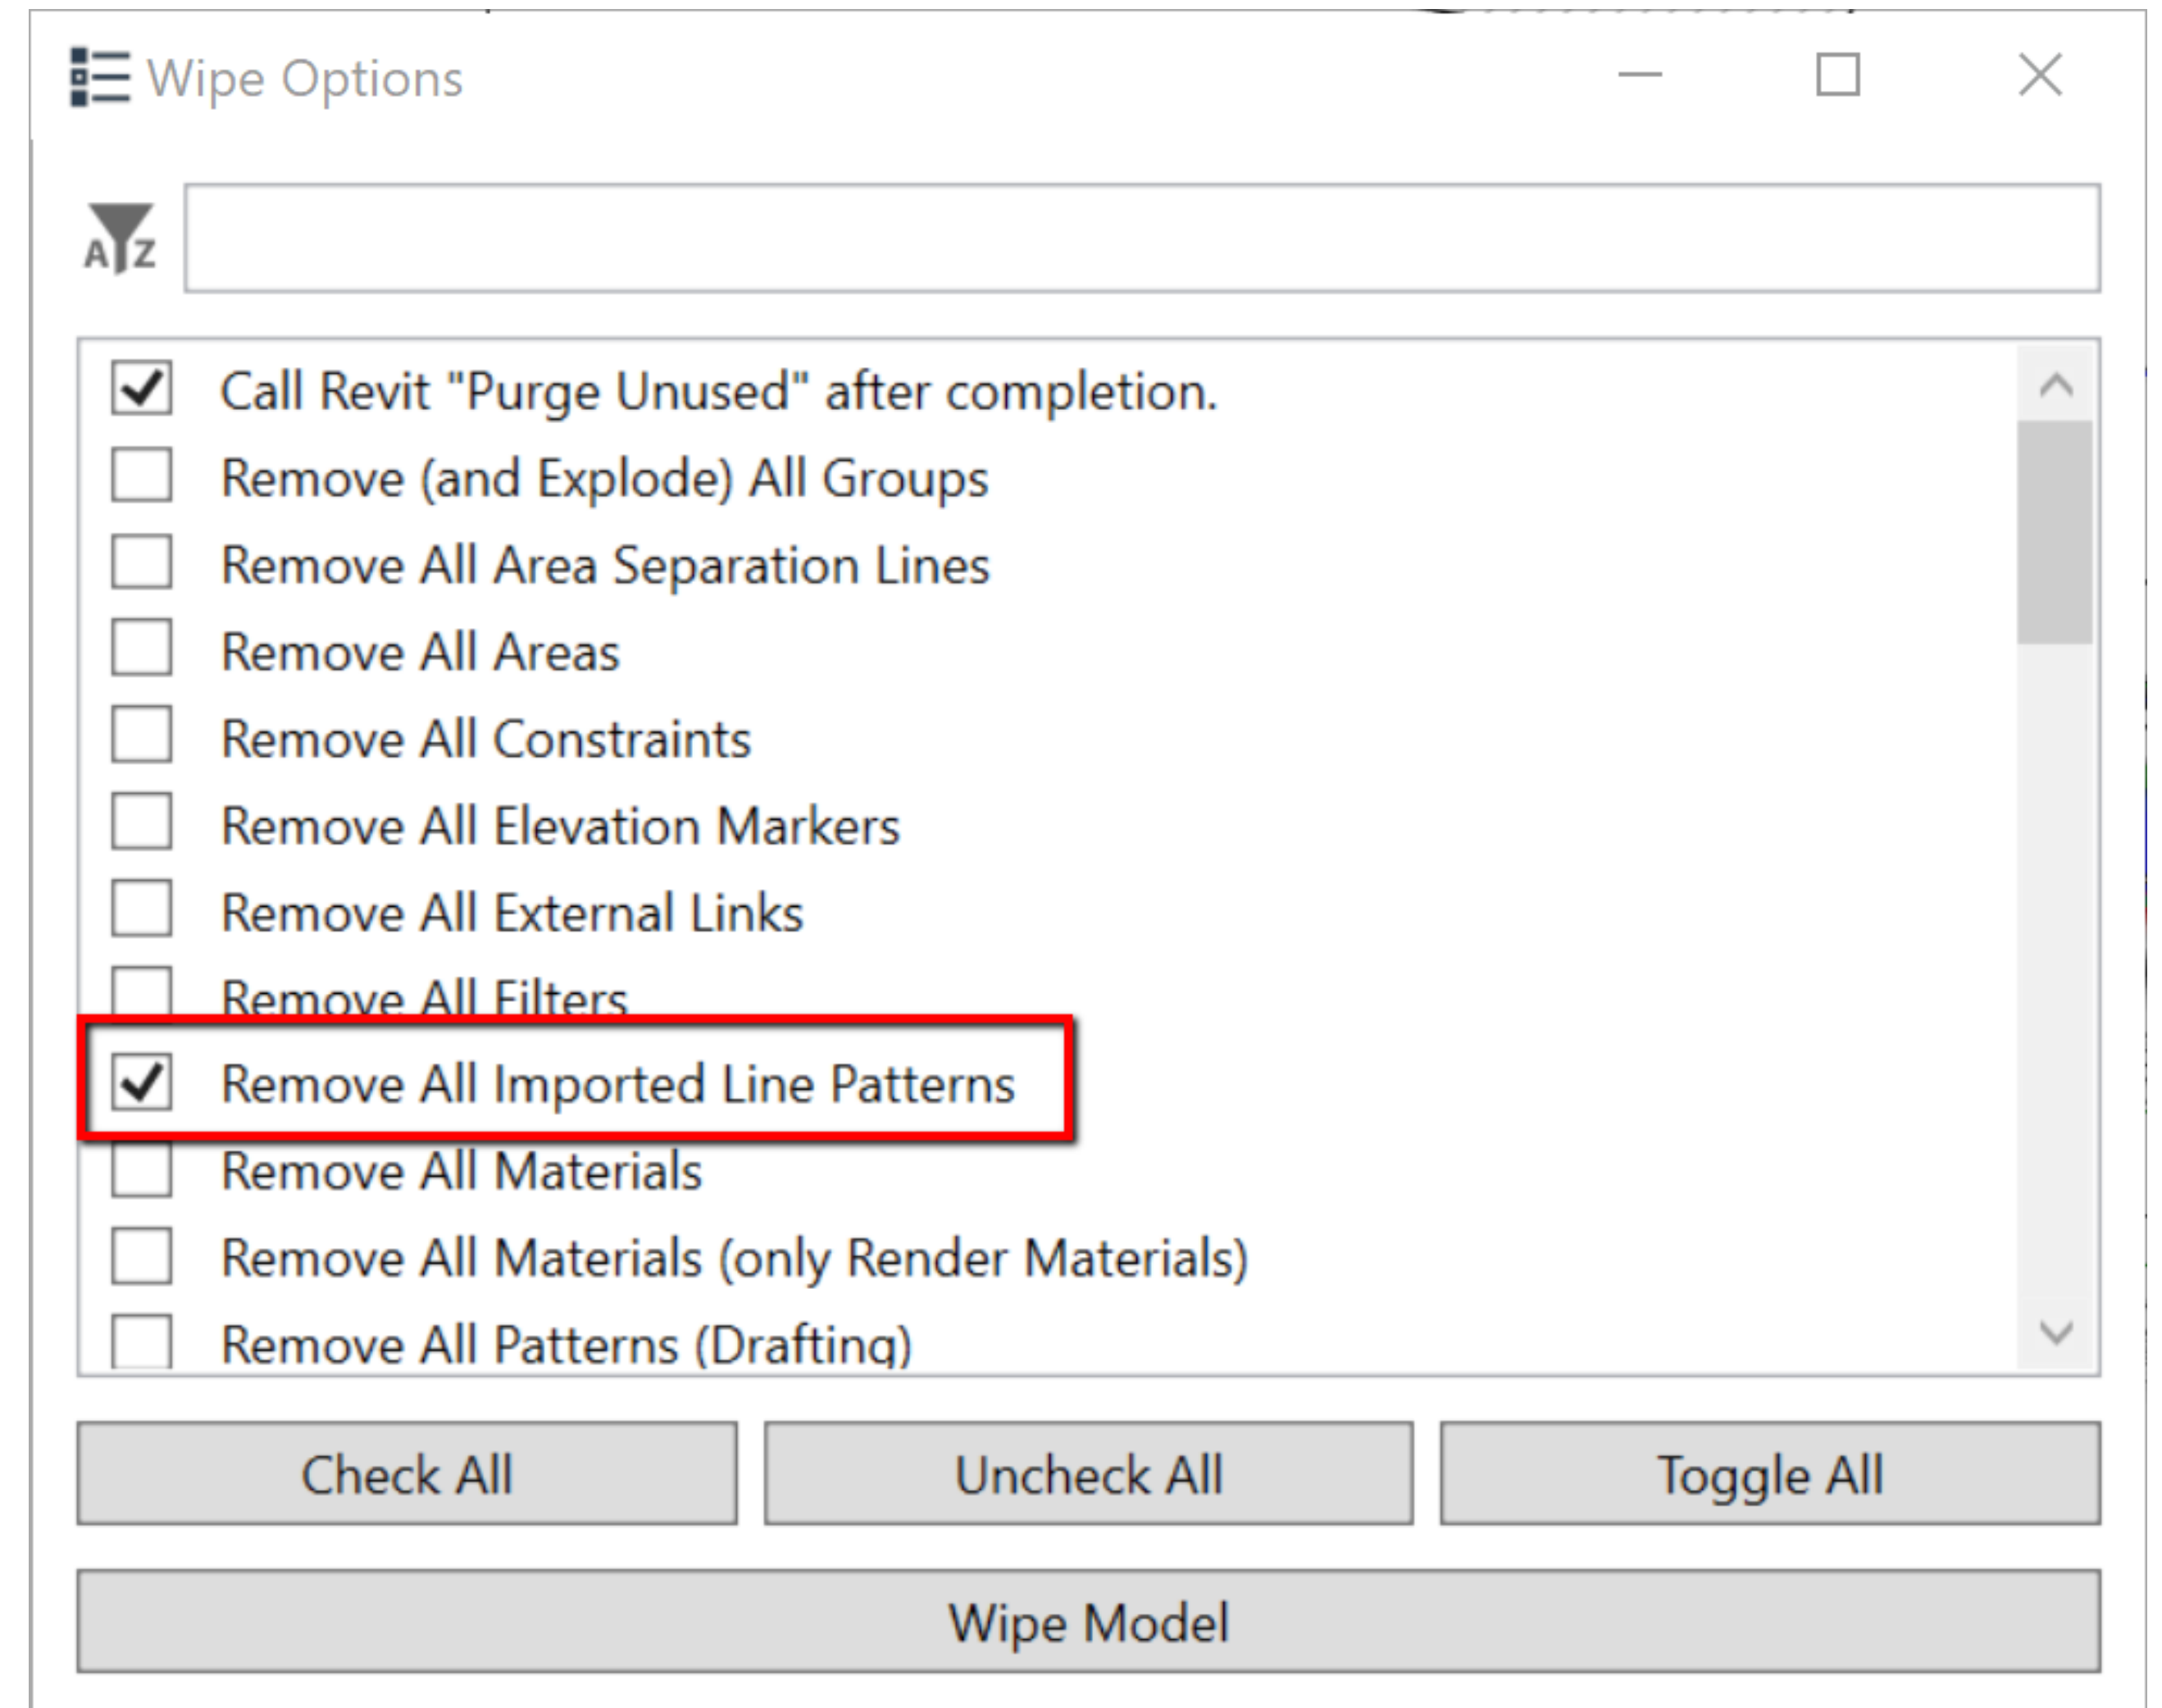 Wipe Options
A Z
Call Revit "Purge Unused" after completion.
Remove (and Explode) All Groups
Remove All Area Separation Lines
Remove All Areas
Remove All Constraints
Remove All Elevation Markers
Remove All External Links
Remove All Filters
Remove All Imported Line Patterns
Remove All Materials
Remove All Materials (only Render Materials)
Remove All Patterns (Drafting)
Check All Uncheck All Toggle All
Wipe Model